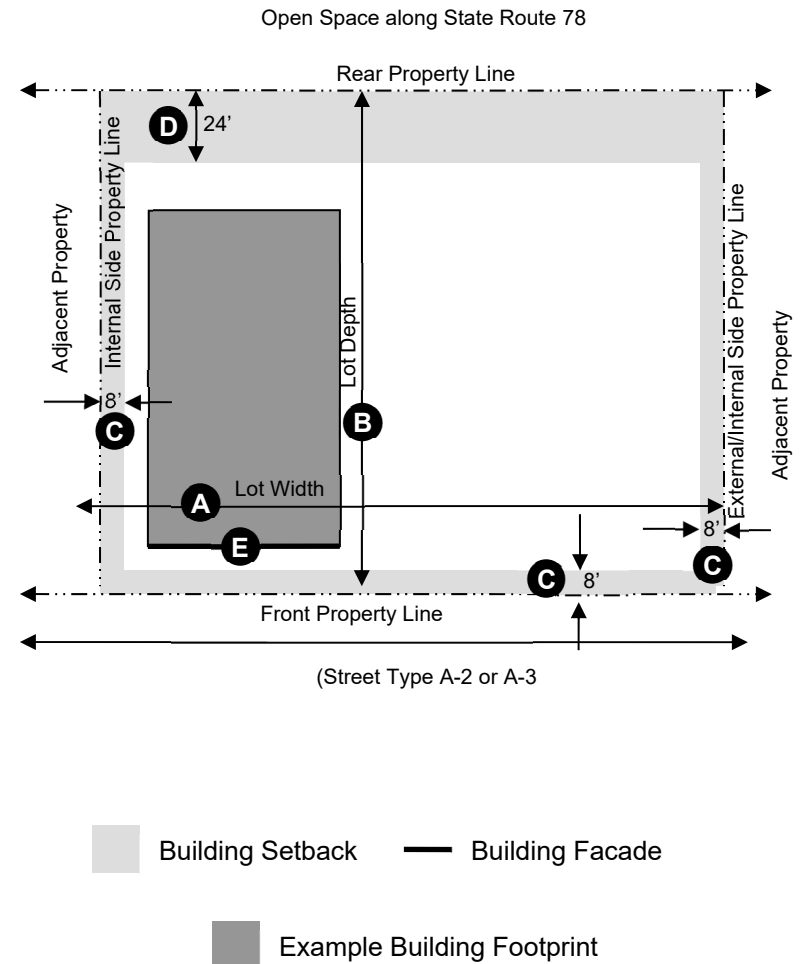 Open Space along State Route 78
Rear Property Line
D
24’
Internal Side Property Line
Adjacent Property
External/Internal Side Property Line
Adjacent Property
Lot Depth
8’
C
B
Lot Width
A
8’
E
C
C
8’
Front Property Line
(Street Type A-2 or A-3
Building Setback
Building Facade
Example Building Footprint